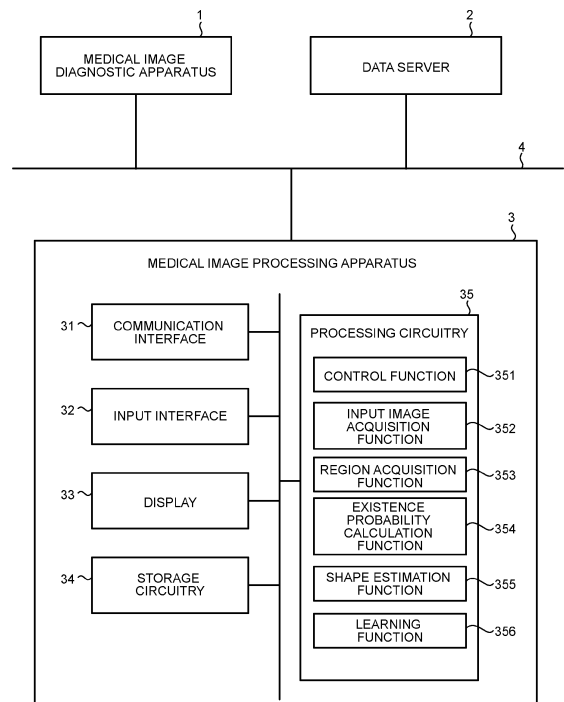 1
MEDICAL IMAGE
DIAGNOSTIC APPARATUS
2
DATA SERVER
4
3
MEDICAL IMAGE PROCESSING APPARATUS
31
COMMUNICATION
INTERFACE
32
INPUT INTERFACE
33
DISPLAY
34
STORAGE
CIRCUITRY
35
PROCESSING CIRCUITRY
CONTROL FUNCTION
351
INPUT IMAGE
ACQUISITION
FUNCTION
352
REGION ACQUISITION
FUNCTION
353
EXISTENCE
PROBABILITY
CALCULATION
FUNCTION
354
SHAPE ESTIMATION
FUNCTION
355
LEARNING
FUNCTION
356